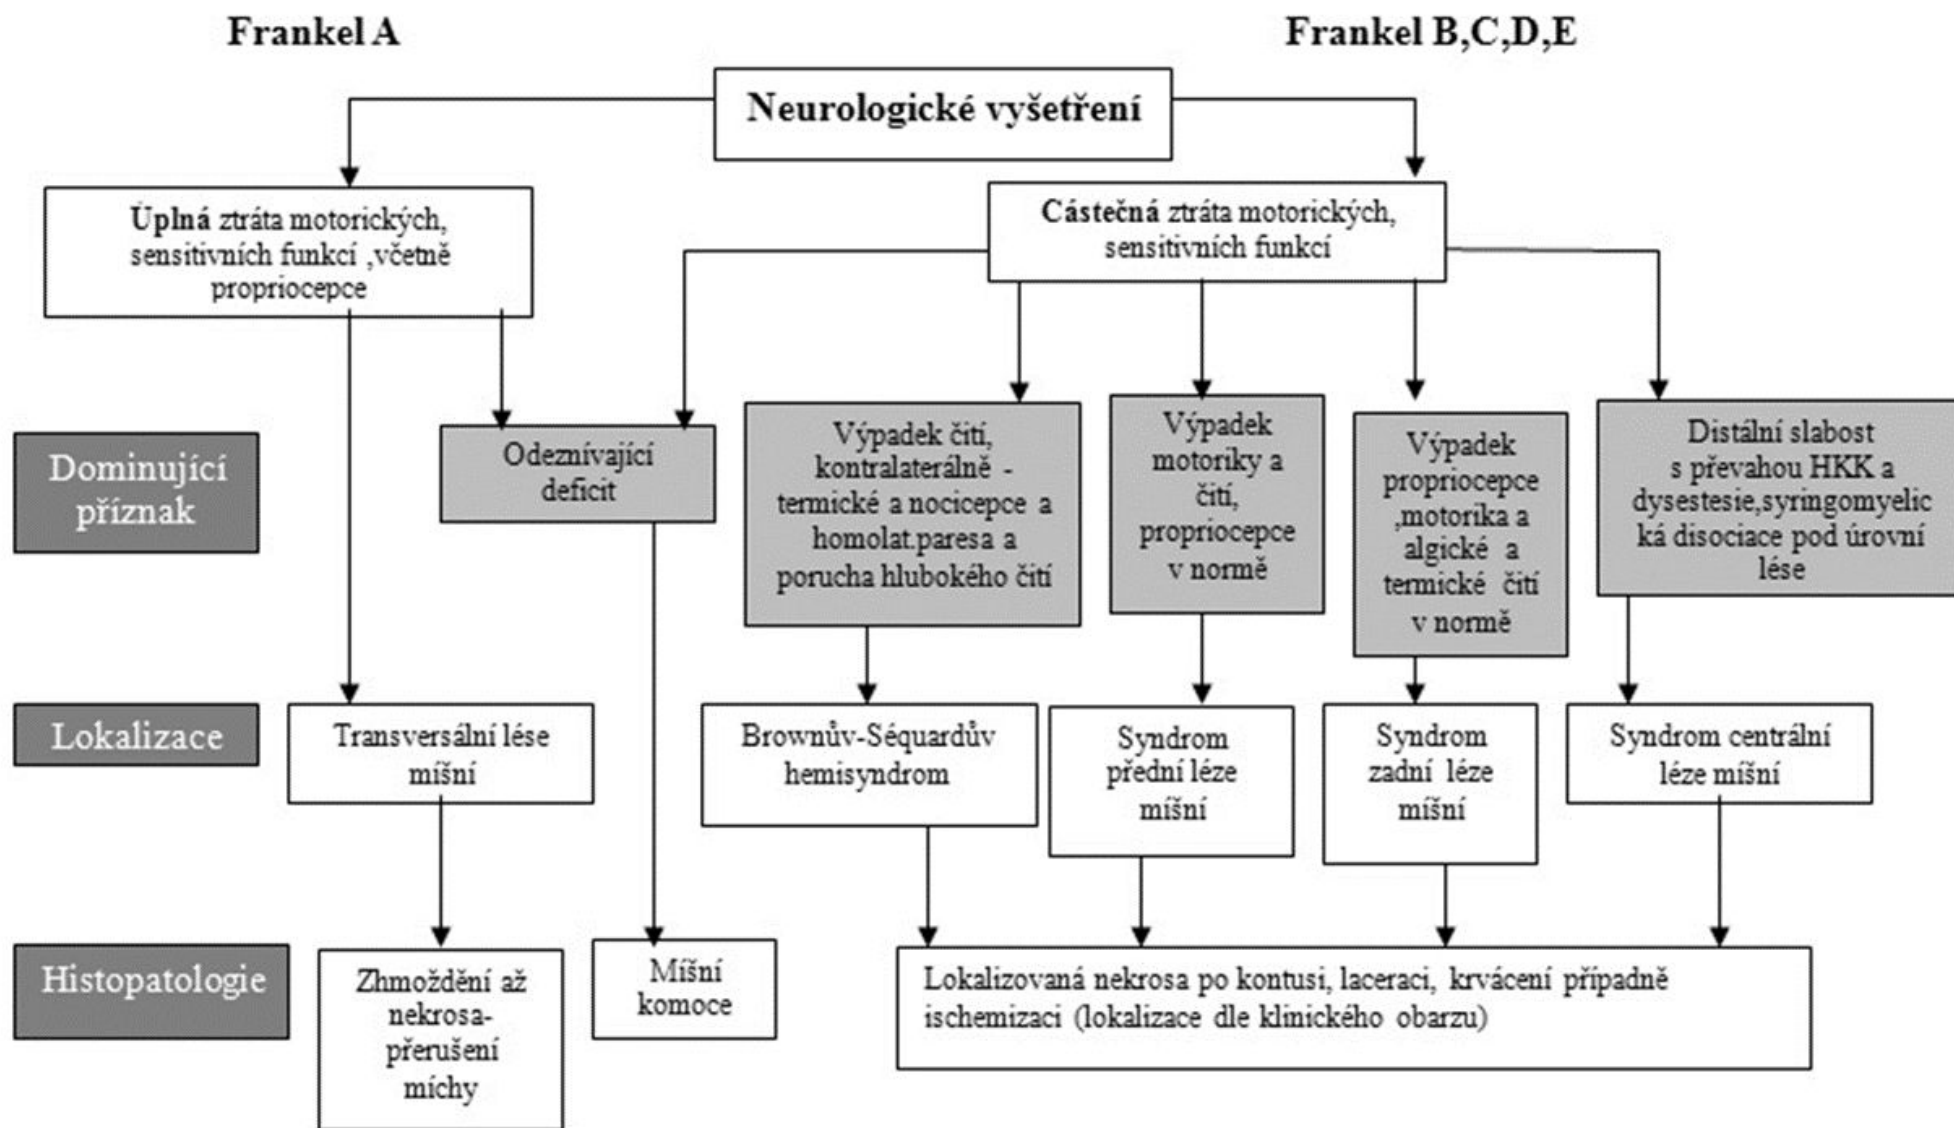 Frankel A
Frankel B,C,D,E
Neurologické vyšetření
Úplná ztráta motorických,
sensitivních funkcí ,včetně
propriocepce
Cástečná ztráta motorických,
sensitivních funkcí
Dominující
příznak
Odeznívající
deficit
Výpadek čití,
kontralaterálně -
termické a nocicepce a
homolat.paresa a
porucha hlubokého čití
Výpadek
motoriky a
čití,
propriocepce
v normě
Výpadek
propriocepce
,motorika a
algické a
termické čití
v normě
Distální slabost
s převahou HKK a
dysestesie,syringomyelic
ká disociace pod úrovní
lése
Lokalizace
Transversální lése
míšní
Brownův-Séquardův
hemisyndrom
Syndrom
přední léze
míšní
Syndrom
zadní léze
míšní
Syndrom centrální
léze míšní
Histopatologie
Zhmoždění až
nekrosa-
přerušení
míchy
Míšní
komoce
Lokalizovaná nekrosa po kontusi, laceraci, krvácení případně
ischemizaci (lokalizace dle klinického obarzu)